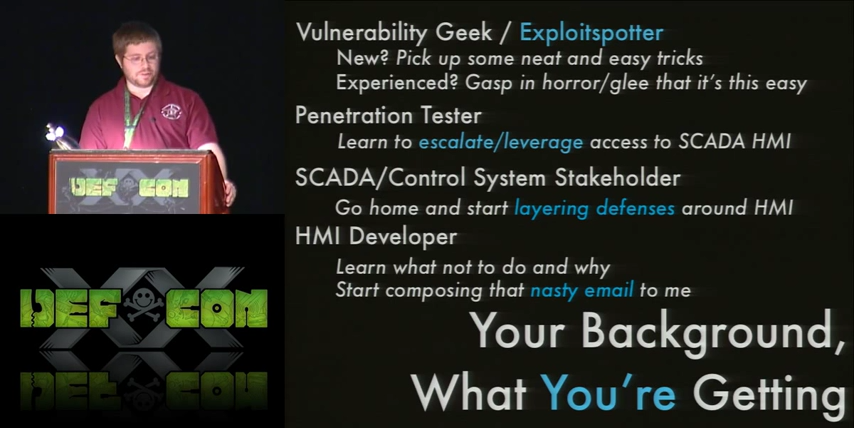 Vulnerability Geek / Exploitspotter
New? Pick up some neat and easy tricks
Experienced? Gasp in horror/glee that it's this easy
Penetration Tester
Learn to escalate/leverage access to SCADA HMI
SCADA/Control System Stakeholder
Go home and start layering defenses around HMI
HMI Developer
Learn what not to do and why
Start composing that nasty email to me
Your Background,
What You're Getting
DEF CON
XX
DEF CON